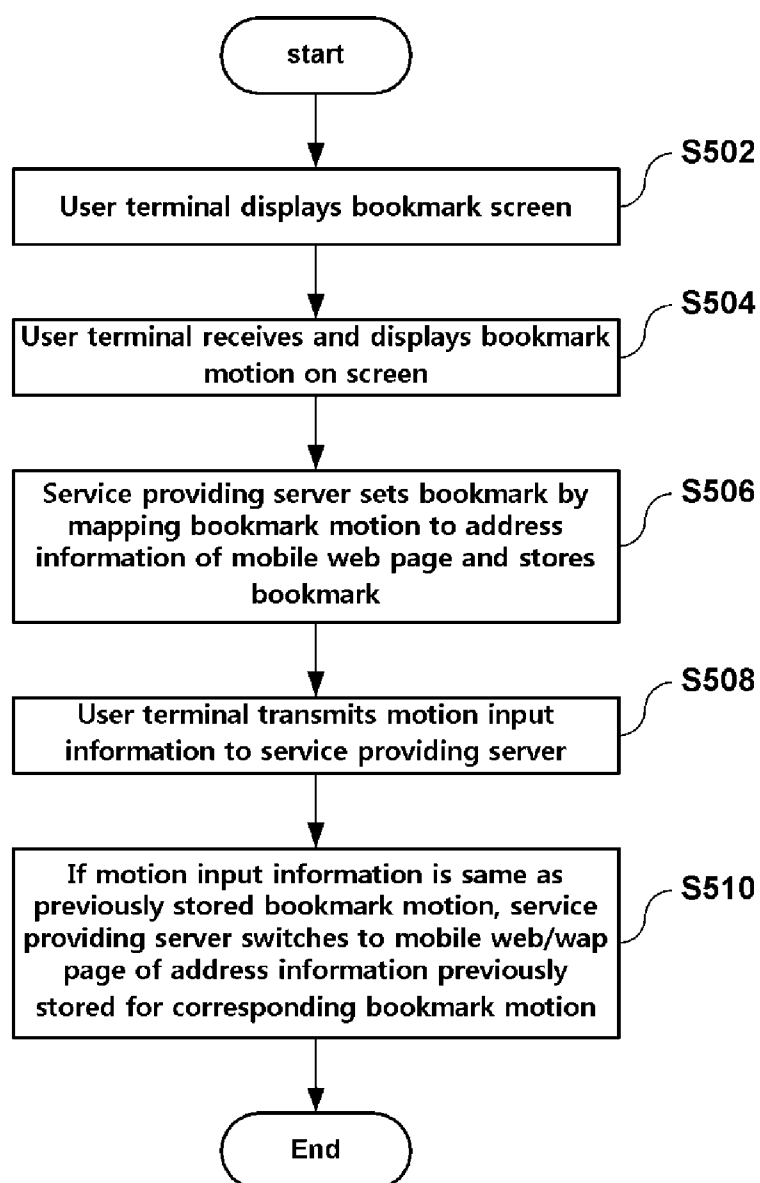 start
S502
User terminal displays bookmark screen
S504
User terminal receives and displays bookmark
motion on screen
S506
Service providing server sets bookmark by
mapping bookmark motion to address
information of mobile web page and stores
bookmark
S508
User terminal transmits motion input
information to service providing server
S510
If motion input information is same as
previously stored bookmark motion, service
providing server switches to mobile web/wap
page of address information previously
stored for corresponding bookmark motion
End